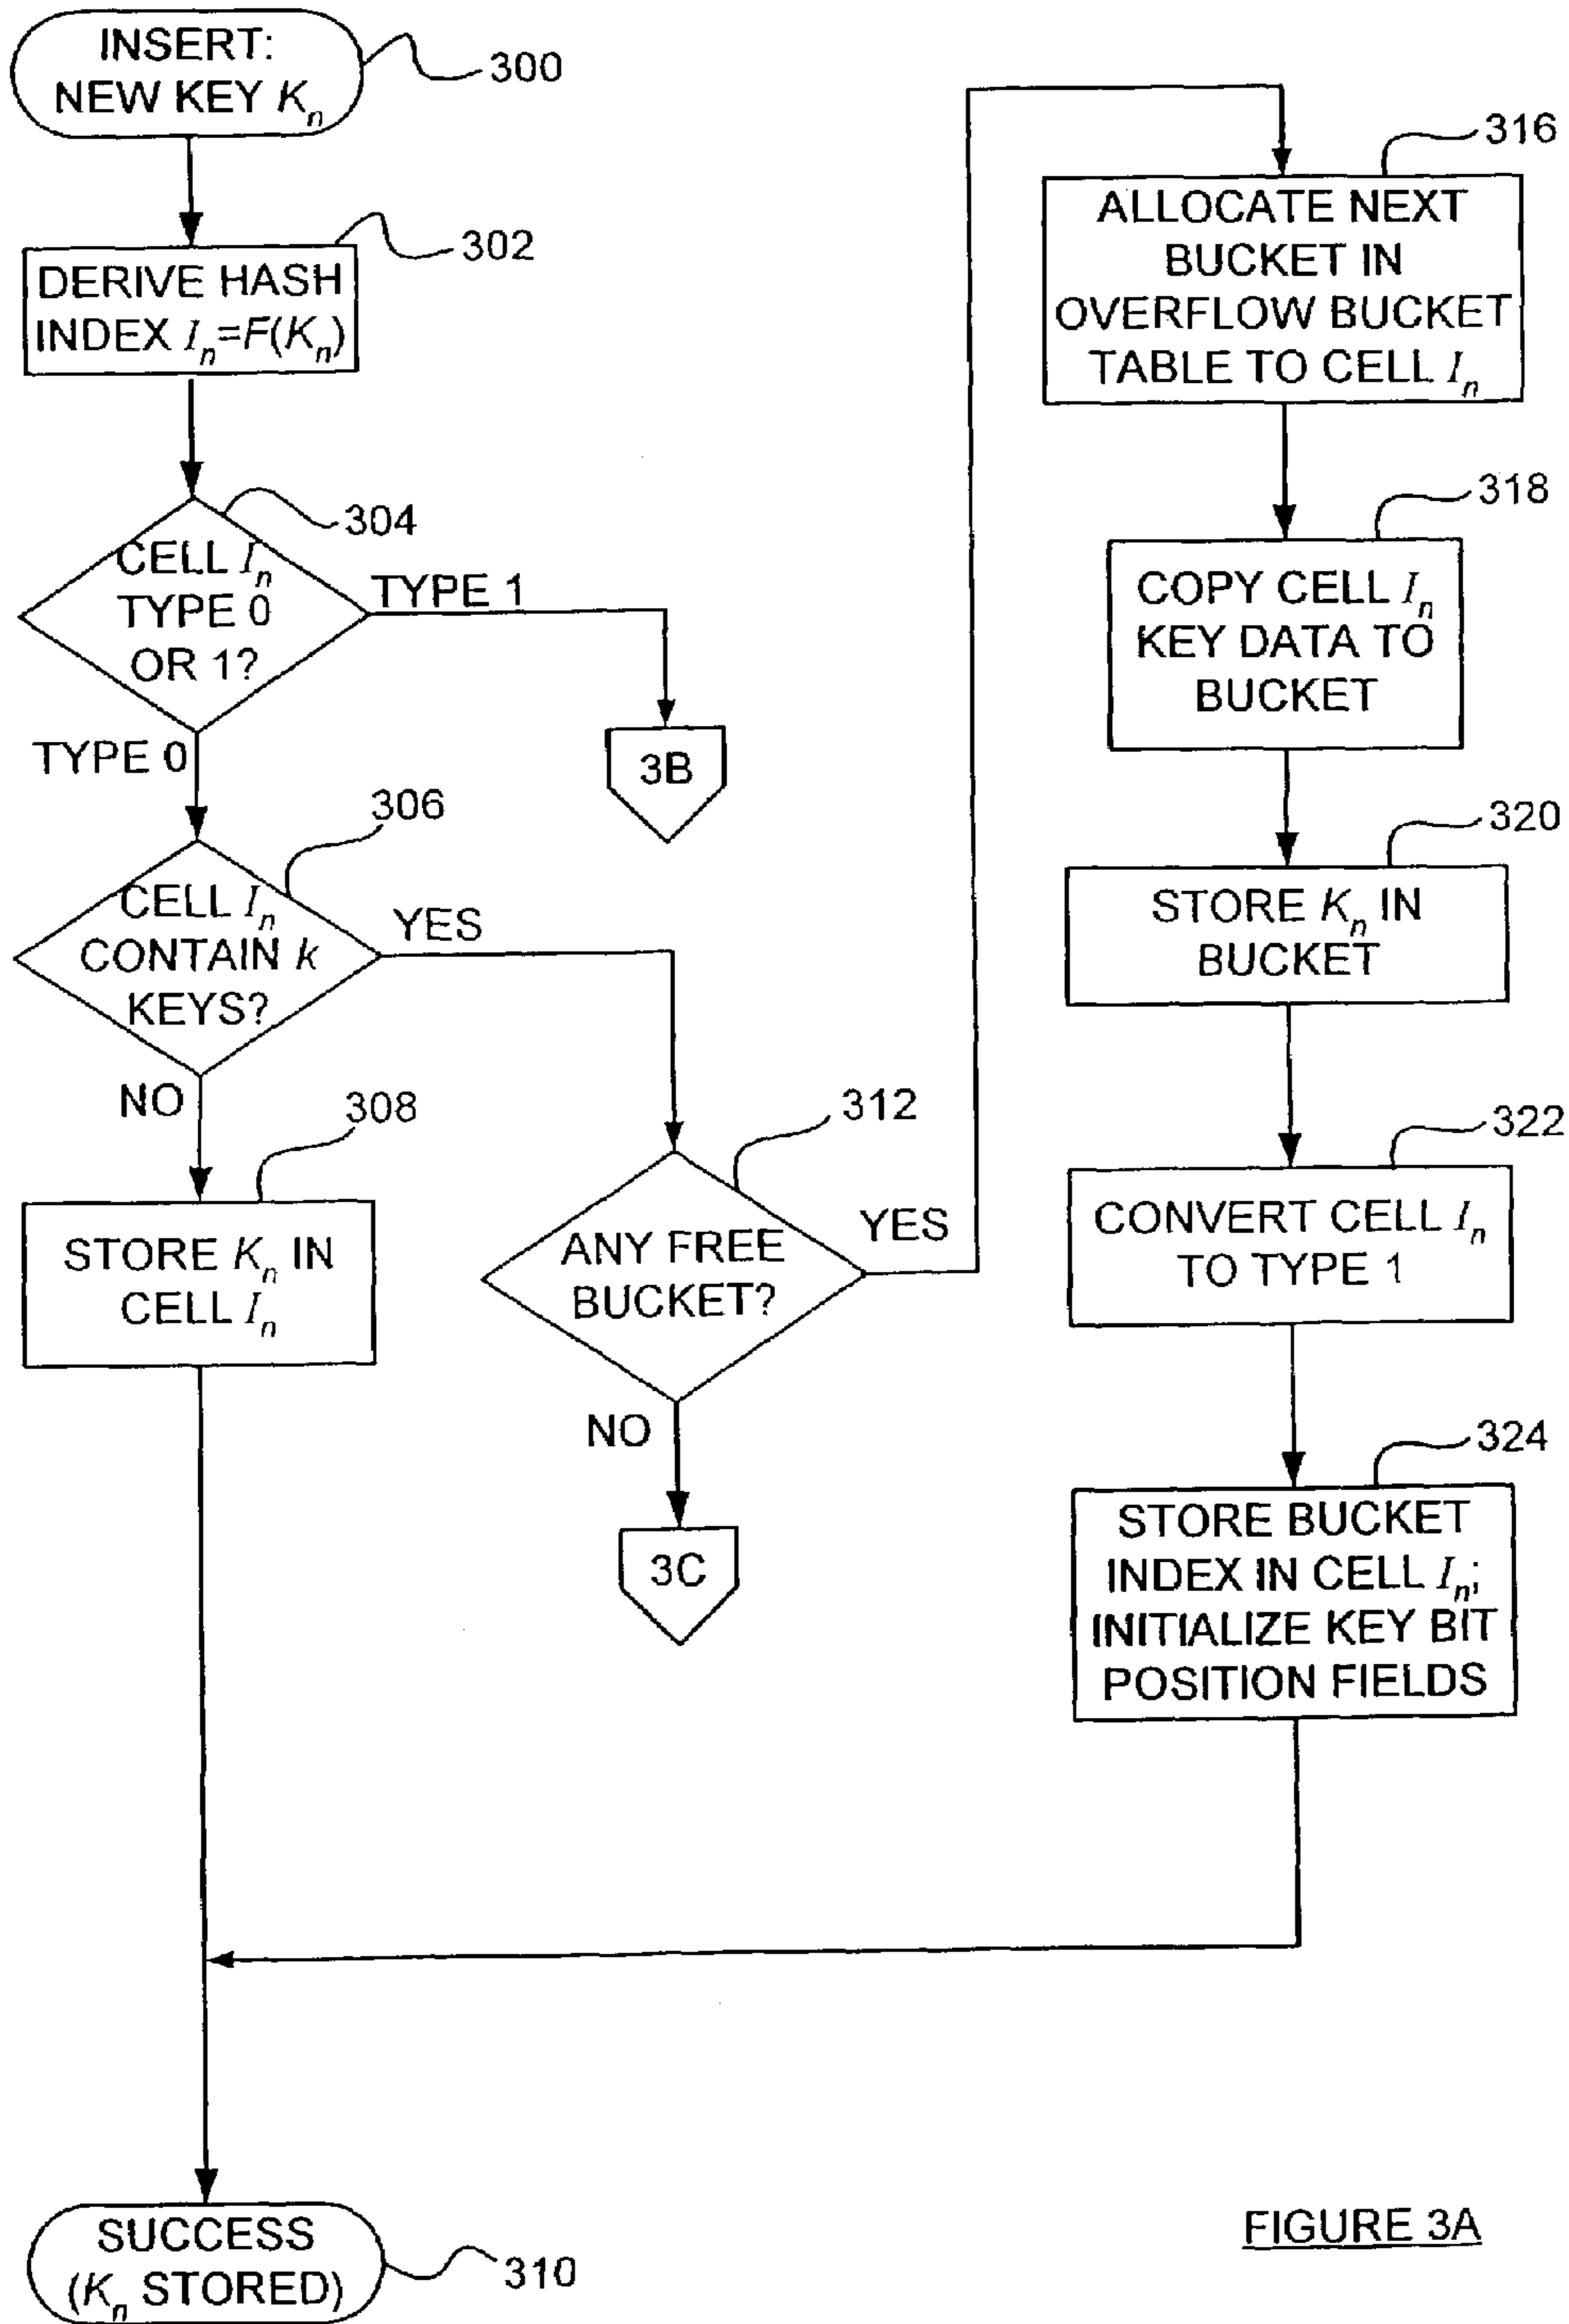 INSERT:
NEW KEY Kn
300
DERIVE HASH
INDEX In=F(Kn)
302
CELL In
TYPE 0
OR 1?
304
TYPE 1
3B
TYPE 0
CELL In
CONTAIN k
KEYS?
306
YES
NO
STORE Kn IN
CELL In
308
ANY FREE
BUCKET?
312
YES
NO
3C
ALLOCATE NEXT
BUCKET IN
OVERFLOW BUCKET
TABLE TO CELL In
316
COPY CELL In
KEY DATA TO
BUCKET
318
STORE Kn IN
BUCKET
320
CONVERT CELL In
TO TYPE 1
322
STORE BUCKET
INDEX IN CELL In;
INITIALIZE KEY BIT
POSITION FIELDS
324
SUCCESS
(Kn STORED)
310
FIGURE 3A